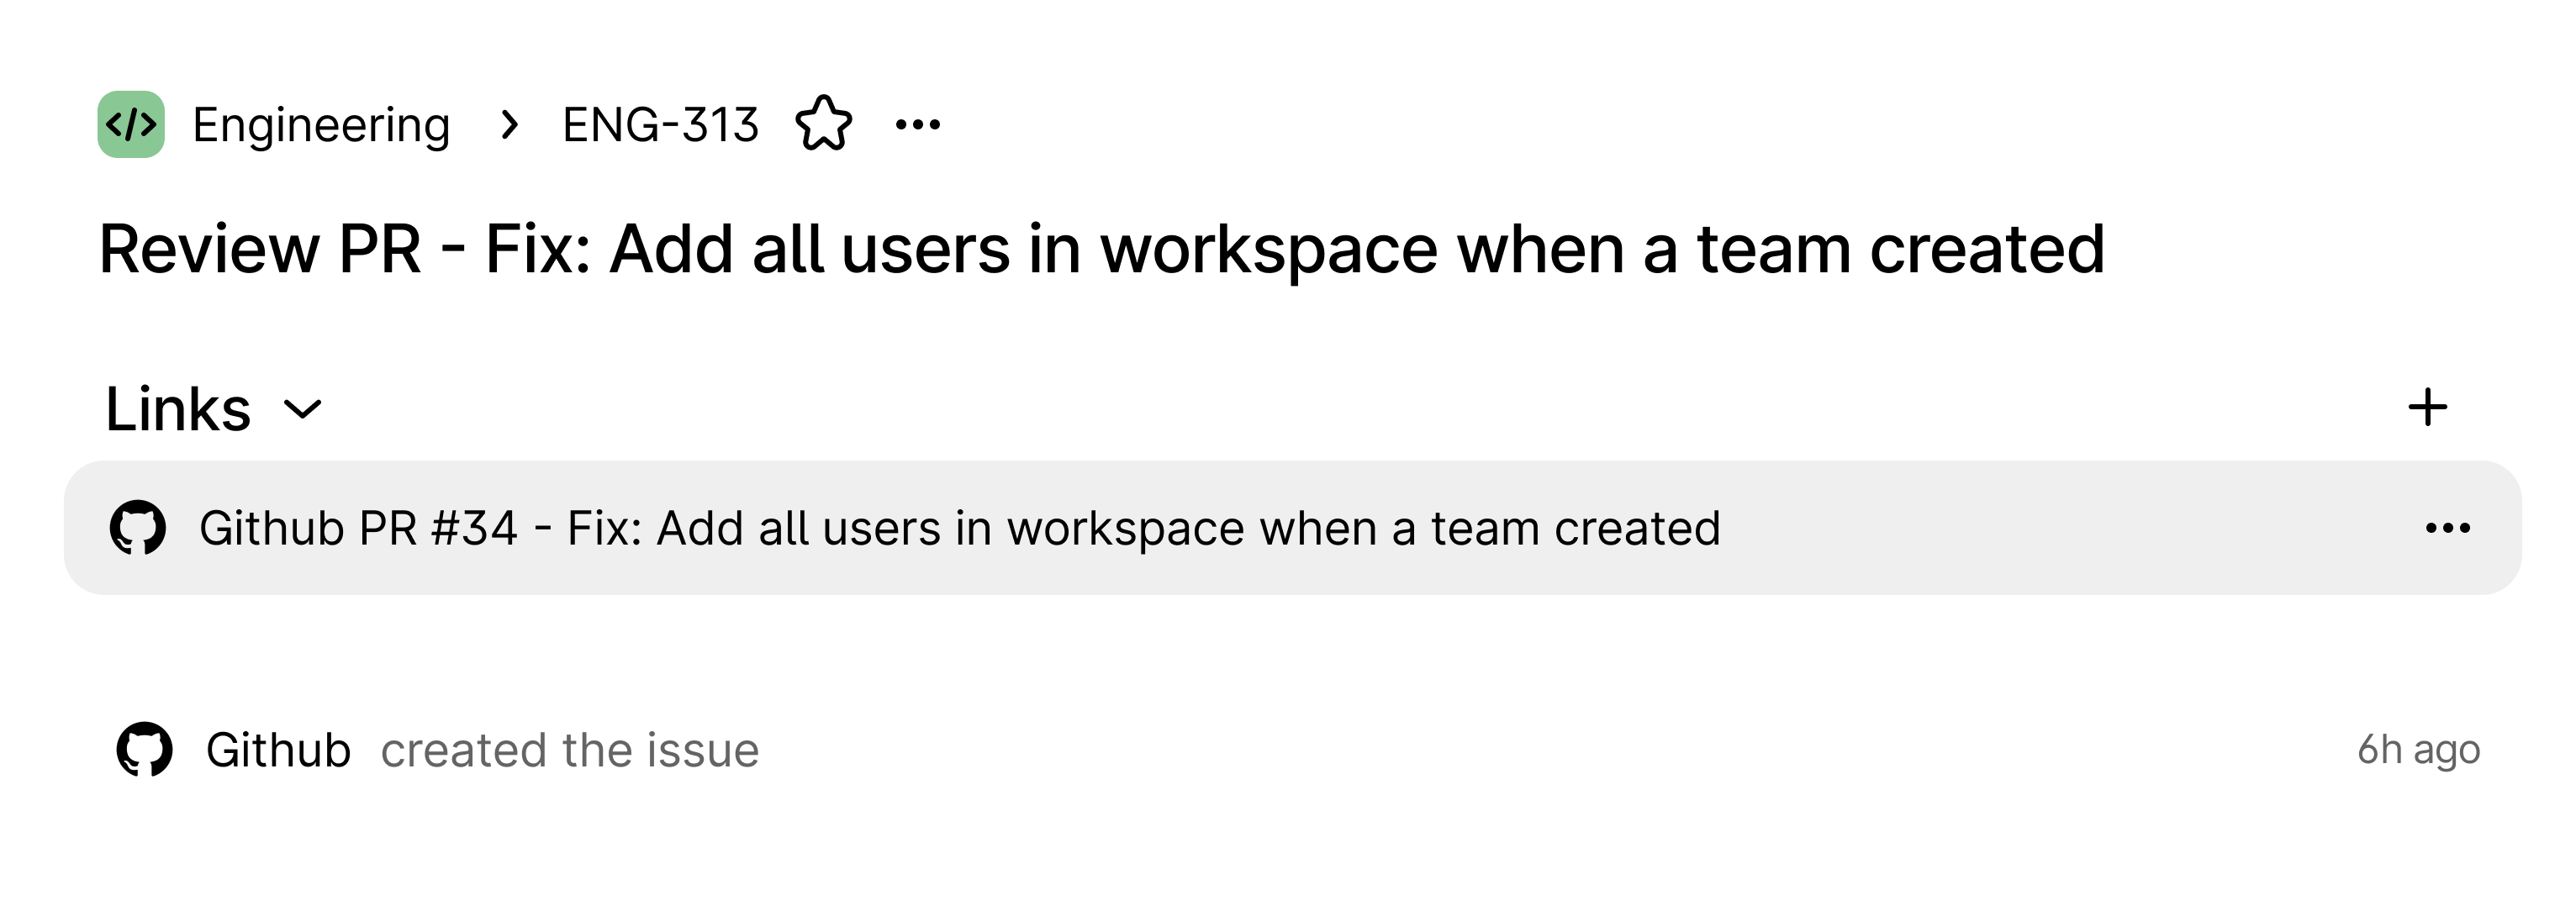 Engineering > ENG-313
Review PR - Fix: Add all users in workspace when a team created
Links
Github PR #34 - Fix: Add all users in workspace when a team created
Github created the issue 6h ago